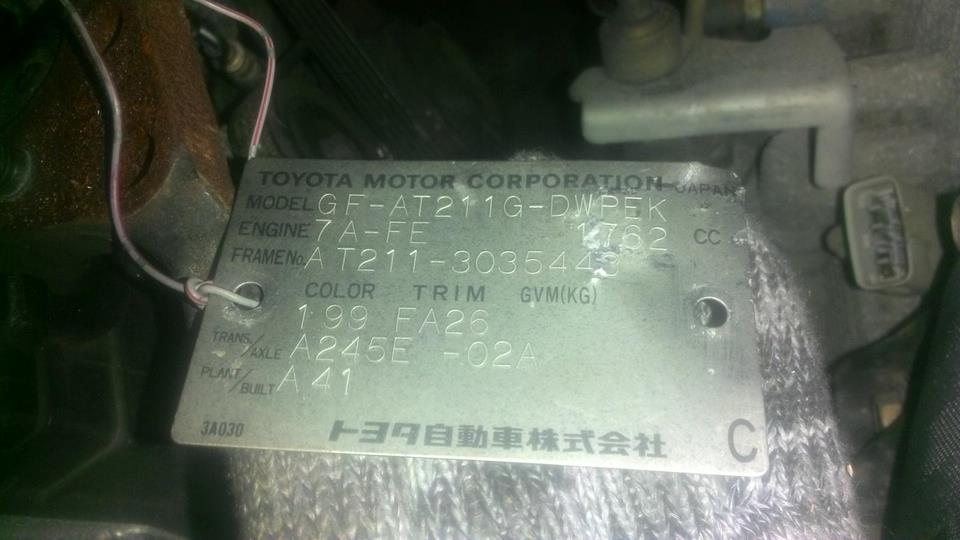 TOYOTA MOTOR CORPORATION-JAPAN
MODEL GF-AT211G-DWPEK
ENGINE 7A-FE 1762 CC
FRAME No. AT211-3035443
COLOR TRIM GVM(KG)
199 FA26
TRANS./AXLE A245E -02A
PLANT/BUILT A41
3A030 トヨタ自動車株式会社 C